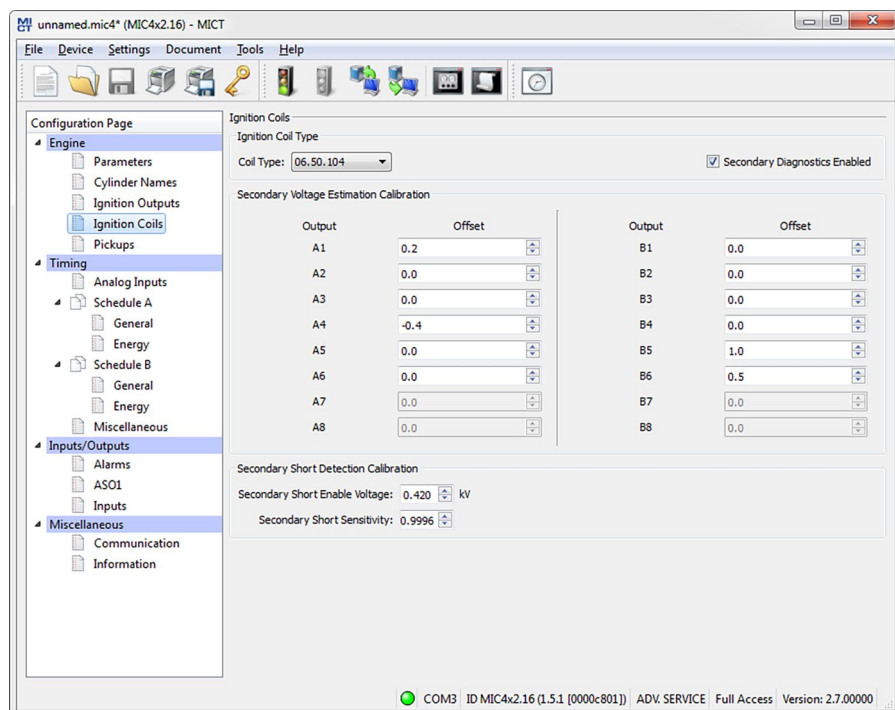 MICT unnamed.mic4* (MIC4x2.16) - MICT
File Device Settings Document Tools Help
Configuration Page
Engine
Parameters
Cylinder Names
Ignition Outputs
Ignition Coils
Pickups
Timing
Analog Inputs
Schedule A
General
Energy
Schedule B
General
Energy
Miscellaneous
Inputs/Outputs
Alarms
ASO1
Inputs
Miscellaneous
Communication
Information
Ignition Coils
Ignition Coil Type
Coil Type: 06.50.104 Secondary Diagnostics Enabled
Secondary Voltage Estimation Calibration
Output Offset Output Offset
A1 0.2 B1 0.0
A2 0.0 B2 0.0
A3 0.0 B3 0.0
A4 -0.4 B4 0.0
A5 0.0 B5 1.0
A6 0.0 B6 0.5
A7 0.0 B7 0.0
A8 0.0 B8 0.0
Secondary Short Detection Calibration
Secondary Short Enable Voltage: 0.420 kV
Secondary Short Sensitivity: 0.9996
COM3 ID MIC4x2.16 (1.5.1 [0000c801]) ADV. SERVICE Full Access Version: 2.7.00000